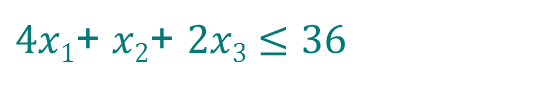 4x₁+ x₂+ 2x₃ ≤ 36